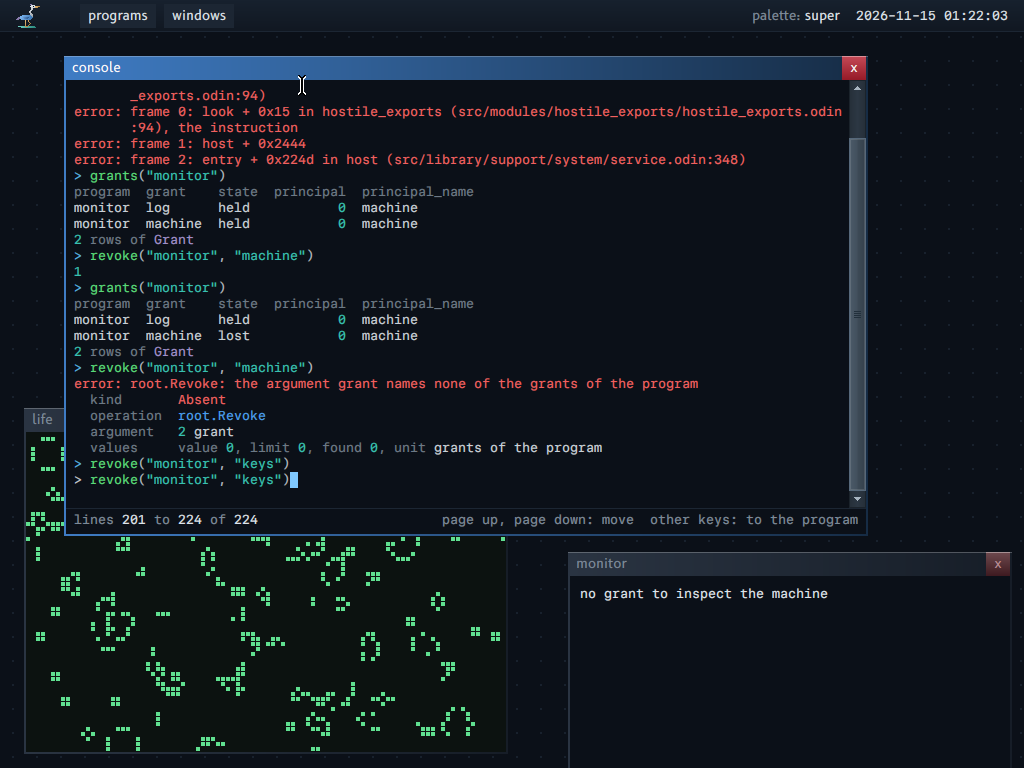 programs windows palette: super 2026-11-15 01:22:03
console x
_exports.odin:94)
error: frame 0: look + 0x15 in hostile_exports (src/modules/hostile_exports/hostile_exports.odin
:94), the instruction
error: frame 1: host + 0x2444
error: frame 2: entry + 0x224d in host (src/library/support/system/service.odin:348)
> grants("monitor")
program grant state principal principal_name
monitor log held 0 machine
monitor machine held 0 machine
2 rows of Grant
> revoke("monitor", "machine")
1
> grants("monitor")
program grant state principal principal_name
monitor log held 0 machine
monitor machine lost 0 machine
2 rows of Grant
> revoke("monitor", "machine")
error: root.Revoke: the argument grant names none of the grants of the program
kind Absent
operation root.Revoke
argument 2 grant
values value 0, limit 0, found 0, unit grants of the program
> revoke("monitor", "keys")
> revoke("monitor", "keys")
lines 201 to 224 of 224 page up, page down: move other keys: to the program
life
monitor x
no grant to inspect the machine